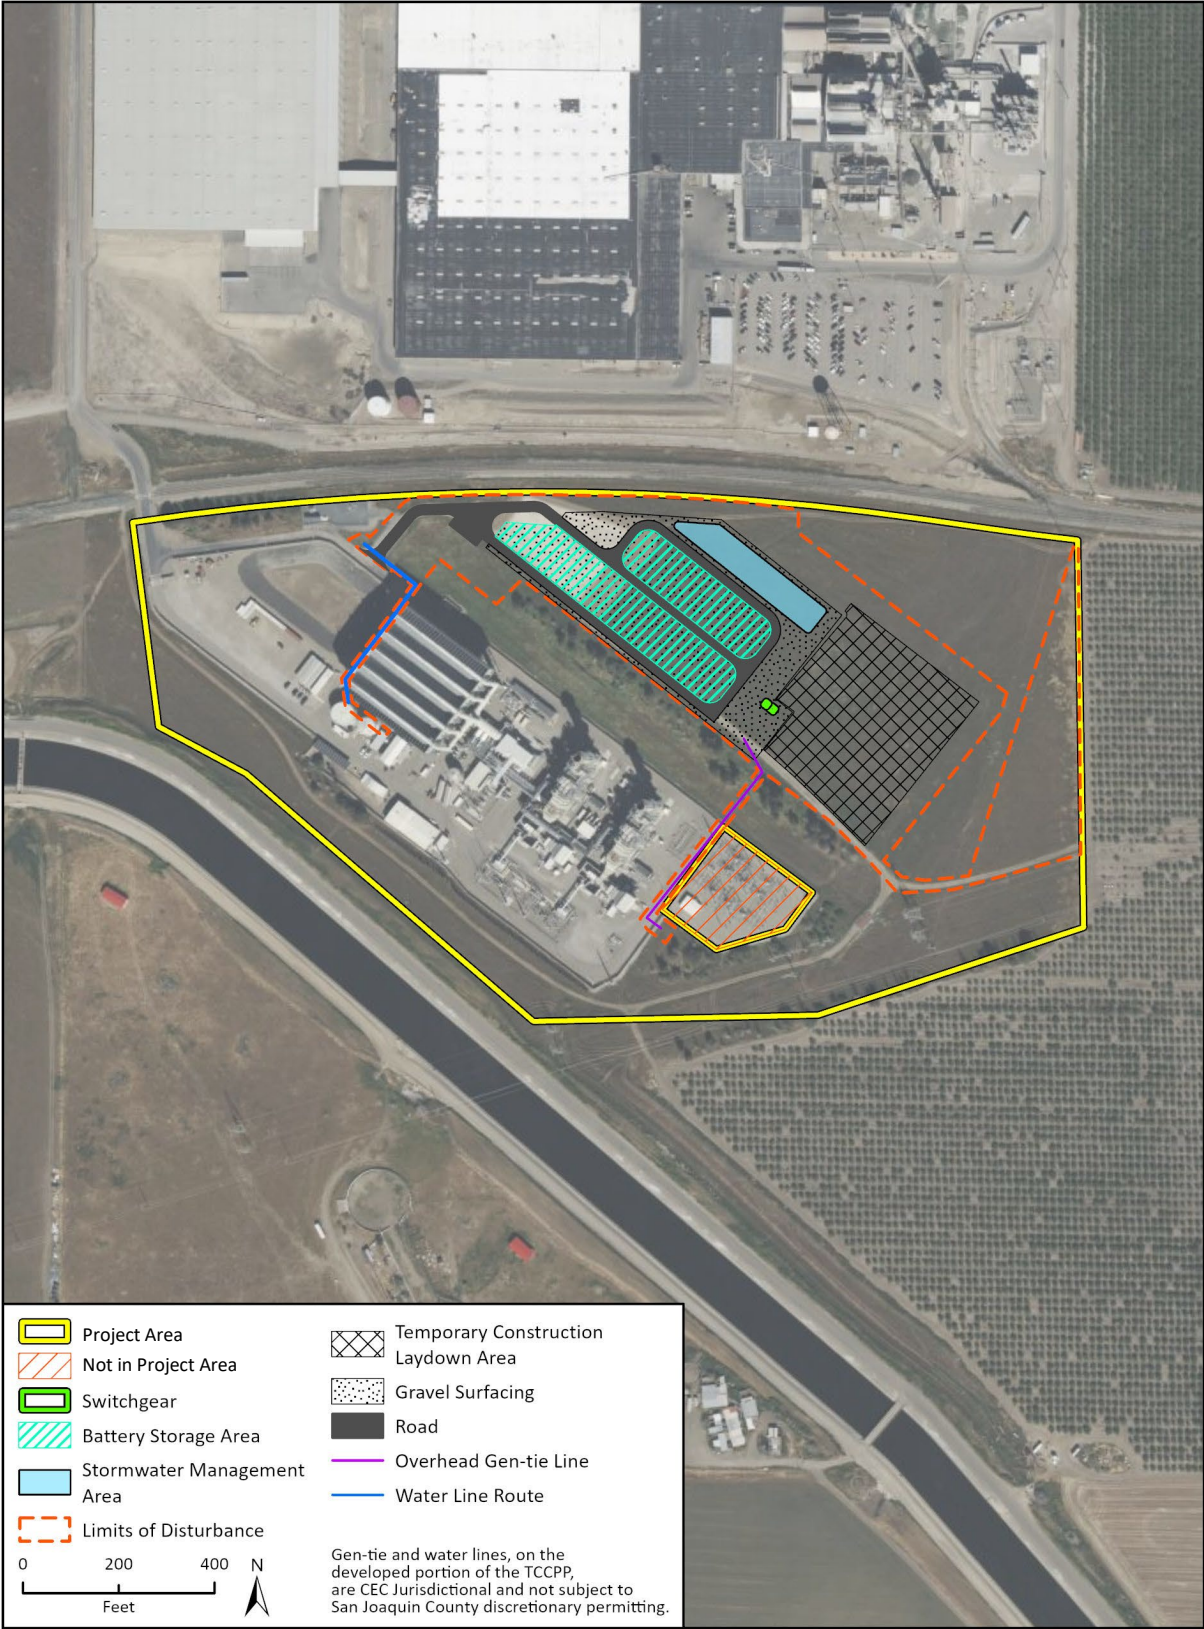 Project Area
Not in Project Area
Switchgear
Battery Storage Area
Stormwater Management
Area
Limits of Disturbance
0 200 400 N
Feet
Temporary Construction
Laydown Area
Gravel Surfacing
Road
Overhead Gen-tie Line
Water Line Route
Gen-tie and water lines, on the
developed portion of the TCCPP,
are CEC Jurisdictional and not subject to
San Joaquin County discretionary permitting.